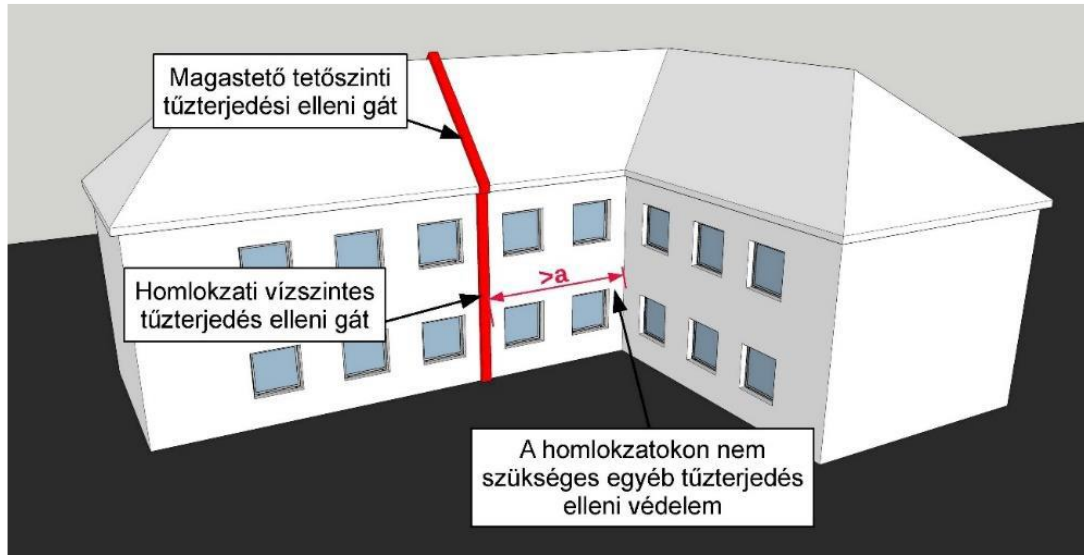 Magastető tetőszinti
tűzterjedési elleni gát
Homlokzati vízszintes
tűzterjedés elleni gát
>a
A homlokzatokon nem
szükséges egyéb tűzterjedés
elleni védelem